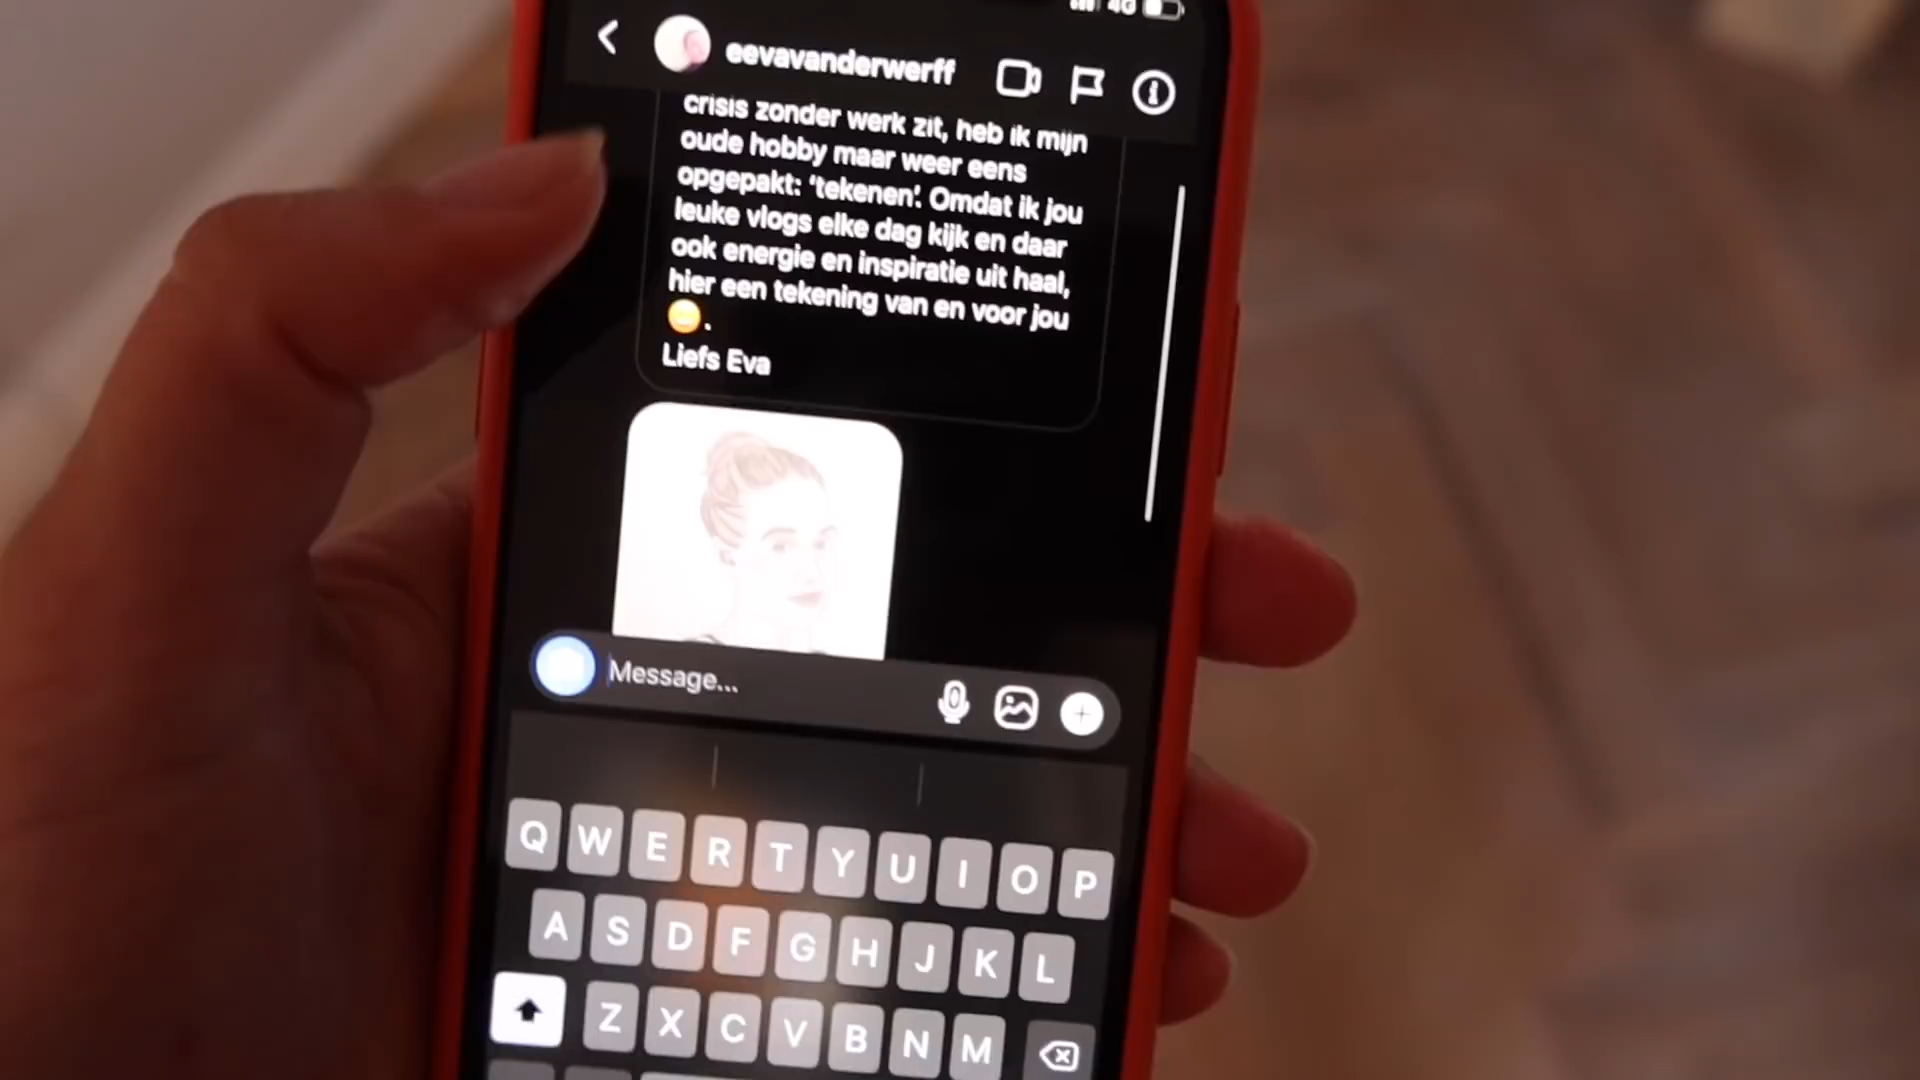 4G
eevavanderwerff
crisis zonder werk zit, heb ik mijn
oude hobby maar weer eens
opgepakt: ‘tekenen’. Omdat ik jou
leuke vlogs elke dag kijk en daar
ook energie en inspiratie uit haal,
hier een tekening van en voor jou
😁.
Liefs Eva
Message...
Q W E R T Y U I O P
A S D F G H J K L
Z X C V B N M